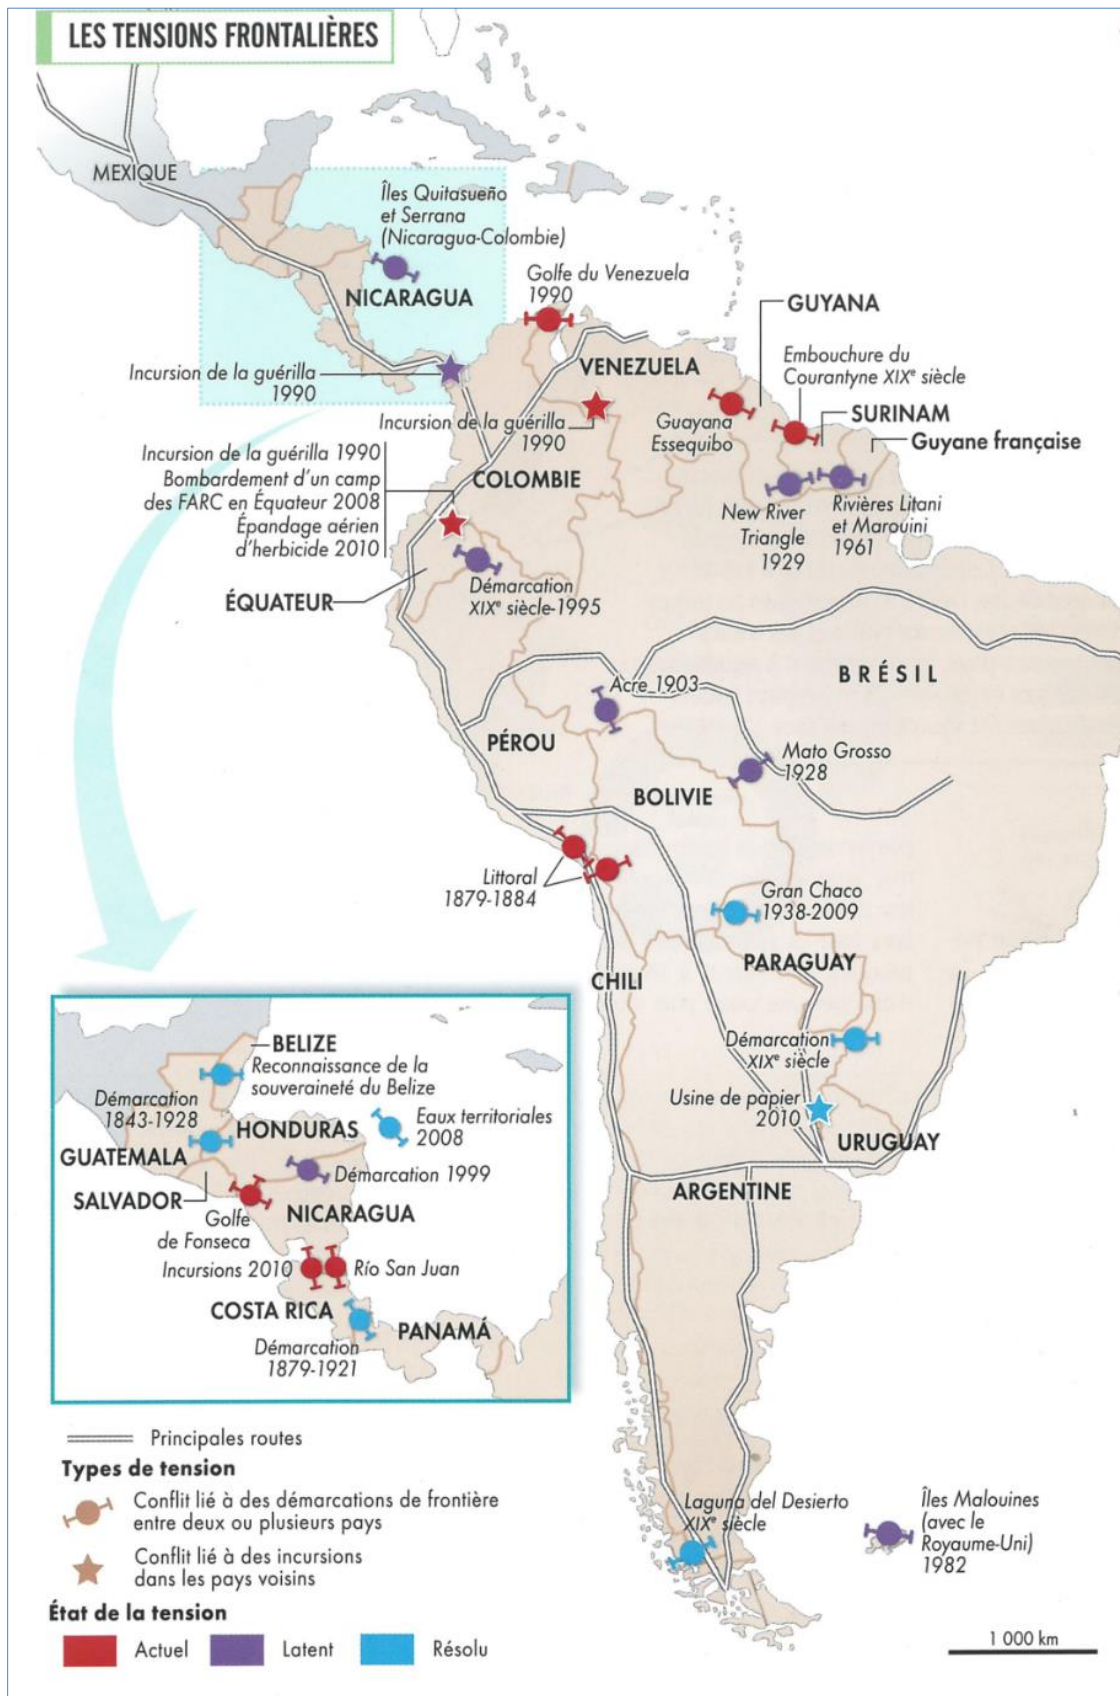 LES TENSIONS FRONTALIÈRES
MEXIQUE
Îles Quitasueño
et Serrana
(Nicaragua-Colombie)
NICARAGUA
Golfe du Venezuela
1990
GUYANA
Embouchure du
Courantyne XIXe siècle
VENEZUELA
Incursion de la guérilla
1990
Incursion de la guérilla
1990
Guayana
Essequibo
SURINAM
Guyane française
Incursion de la guérilla 1990
Bombardement d'un camp
des FARC en Équateur 2008
Épandage aérien
d'herbicide 2010
COLOMBIE
New River
Triangle
1929
Rivières Litani
et Marouini
1961
ÉQUATEUR
Démarcation
XIXe siècle-1995
BRÉSIL
Acre 1903
PÉROU
Mato Grosso
1928
BOLIVIE
Littoral
1879-1884
Gran Chaco
1938-2009
PARAGUAY
CHILI
Démarcation
XIXe siècle
Usine de papier
2010
URUGUAY
ARGENTINE
BELIZE
Reconnaissance de la
souveraineté du Belize
Démarcation
1843-1928
HONDURAS
Eaux territoriales
2008
GUATEMALA
Démarcation 1999
SALVADOR
Golfe
de Fonseca
NICARAGUA
Incursions 2010
Río San Juan
COSTA RICA
PANAMÁ
Démarcation
1879-1921
Laguna del Desierto
XIXe siècle
Îles Malouines
(avec le
Royaume-Uni)
1982
Principales routes
Types de tension
Conflit lié à des démarcations de frontière
entre deux ou plusieurs pays
Conflit lié à des incursions
dans les pays voisins
État de la tension
Actuel
Latent
Résolu
1 000 km